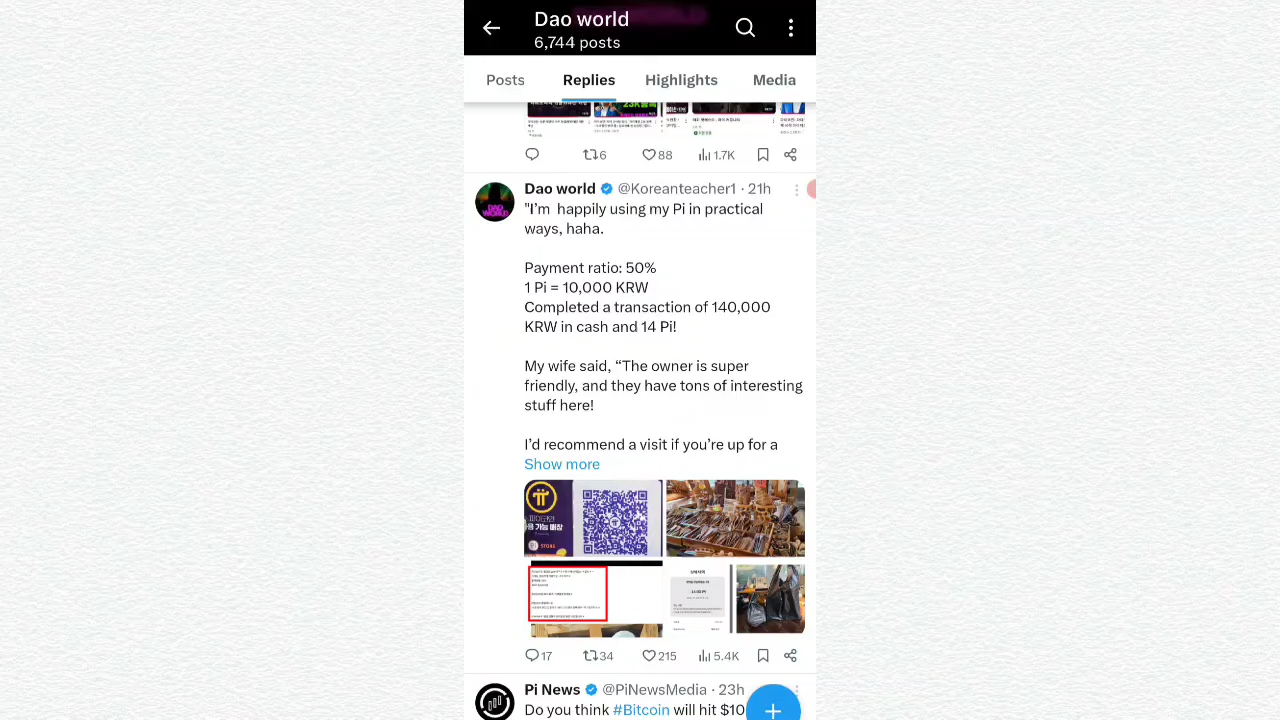 Dao world
6,744 posts
Posts Replies Highlights Media
6 88 1.7K
Dao world @Koreanteacher1 · 21h
"I'm happily using my Pi in practical
ways, haha.
Payment ratio: 50%
1 Pi = 10,000 KRW
Completed a transaction of 140,000
KRW in cash and 14 Pi!
My wife said, “The owner is super
friendly, and they have tons of interesting
stuff here!
I'd recommend a visit if you're up for a
Show more
STORE
17 34 215 5.4K
Pi News @PiNewsMedia · 23h
Do you think #Bitcoin will hit $10